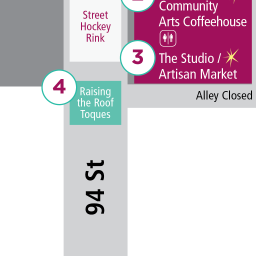 Street
Hockey
Rink
Community
Arts Coffeehouse
3
The Studio /
Artisan Market
4
Raising
the Roof
Toques
Alley Closed
94 St